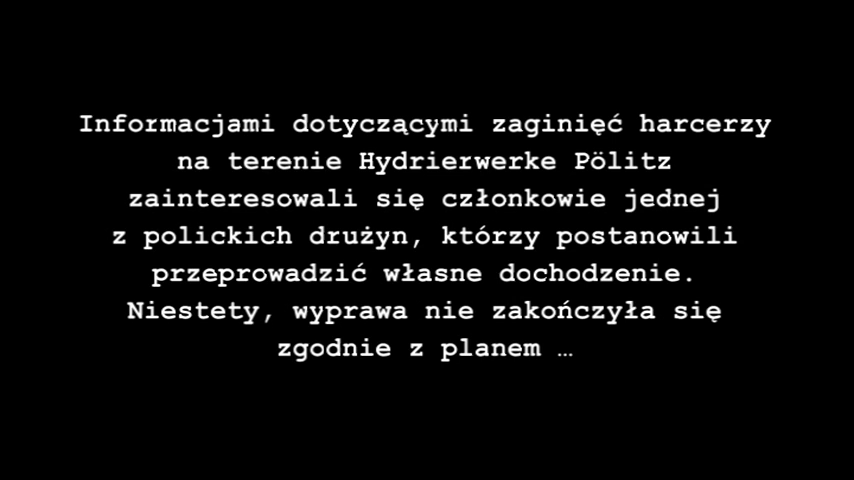 Informacjami dotyczącymi zaginięć harcerzy
na terenie Hydrierwerke Pölitz
zainteresowali się członkowie jednej
z polickich drużyn, którzy postanowili
przeprowadzić własne dochodzenie.
Niestety, wyprawa nie zakończyła się
zgodnie z planem …